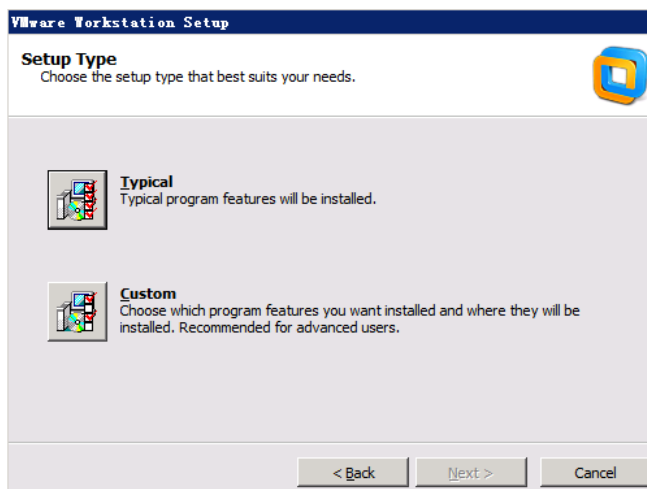 VMware Workstation Setup
Setup Type
Choose the setup type that best suits your needs.
Typical
Typical program features will be installed.
Custom
Choose which program features you want installed and where they will be
installed. Recommended for advanced users.
< Back Next > Cancel